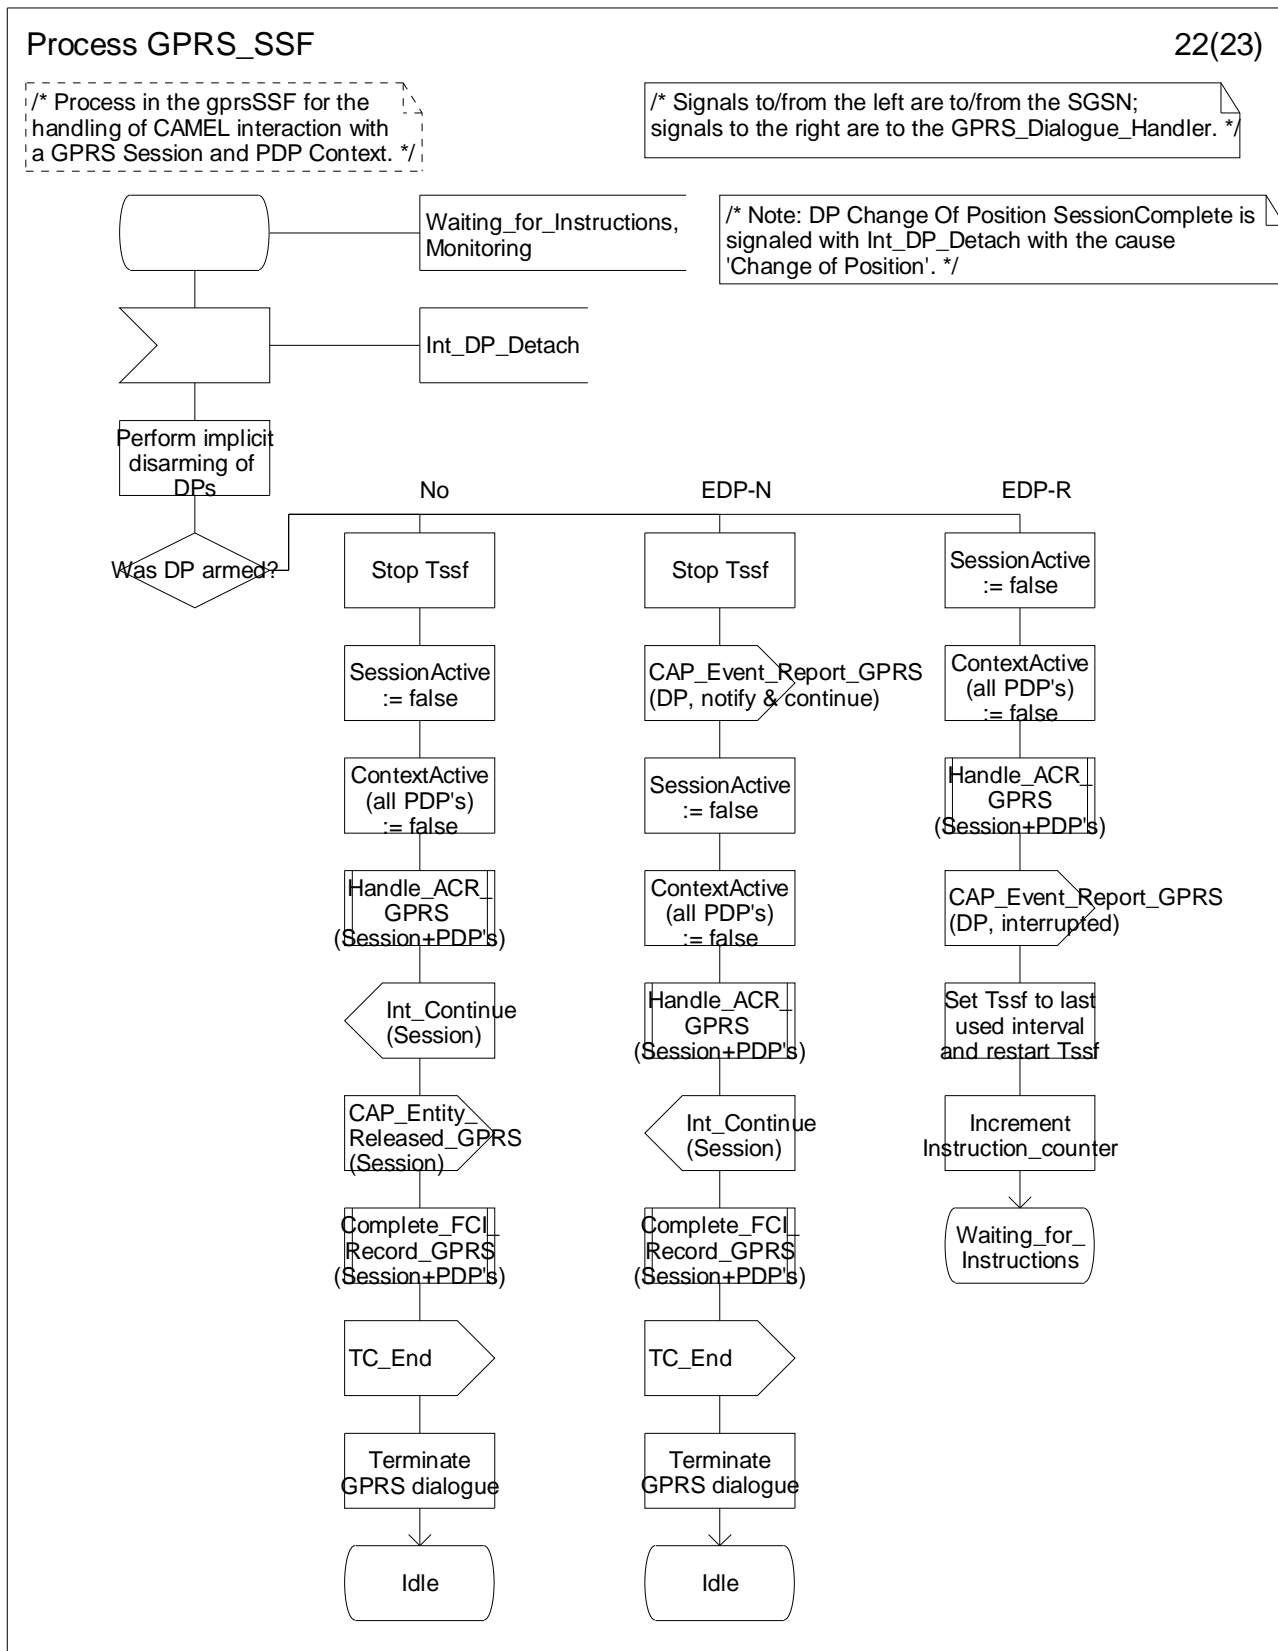 Process GPRS_SSF
22(23)
/* Process in the gprsSSF for the
handling of CAMEL interaction with
a GPRS Session and PDP Context. */
/* Signals to/from the left are to/from the SGSN;
signals to the right are to the GPRS_Dialogue_Handler. */
Waiting_for_Instructions,
Monitoring
/* Note: DP Change Of Position SessionComplete is
signaled with Int_DP_Detach with the cause
'Change of Position'. */
Int_DP_Detach
Perform implicit
disarming of
DPs
Was DP armed?
No
Stop Tssf
SessionActive
:= false
ContextActive
(all PDP's)
:= false
Handle_ACR_
GPRS
(Session+PDP's)
Int_Continue
(Session)
CAP_Entity_
Released_GPRS
(Session)
Complete_FCI_
Record_GPRS
(Session+PDP's)
TC_End
Terminate
GPRS dialogue
Idle
EDP-N
Stop Tssf
CAP_Event_Report_GPRS
(DP, notify & continue)
SessionActive
:= false
ContextActive
(all PDP's)
:= false
Handle_ACR_
GPRS
(Session+PDP's)
Int_Continue
(Session)
Complete_FCI_
Record_GPRS
(Session+PDP's)
TC_End
Terminate
GPRS dialogue
Idle
EDP-R
SessionActive
:= false
ContextActive
(all PDP's)
:= false
Handle_ACR_
GPRS
(Session+PDP's)
CAP_Event_Report_GPRS
(DP, interrupted)
Set Tssf to last
used interval
and restart Tssf
Increment
Instruction_counter
Waiting_for_
Instructions